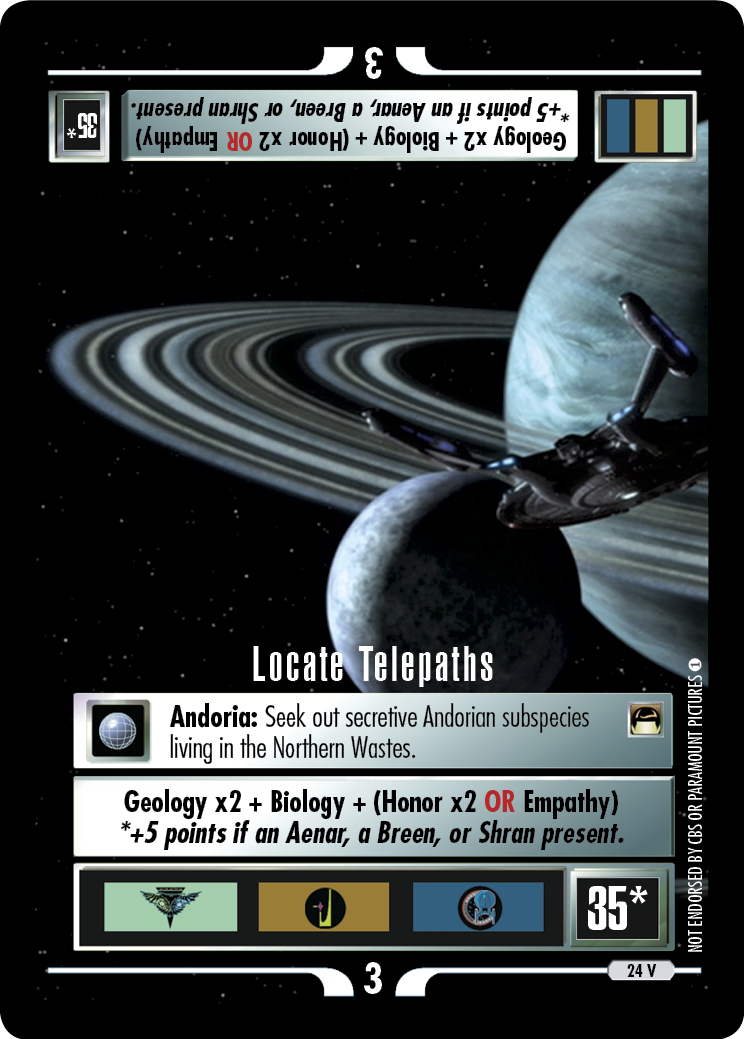 3
35*
*+5 points if an Aenar, a Breen, or Shran present.
Geology x2 + Biology + (Honor x2 OR Empathy)
Locate Telepaths
Andoria: Seek out secretive Andorian subspecies
living in the Northern Wastes.
Geology x2 + Biology + (Honor x2 OR Empathy)
*+5 points if an Aenar, a Breen, or Shran present.
35*
3
24 V
NOT ENDORSED BY CBS OR PARAMOUNT PICTURES 1